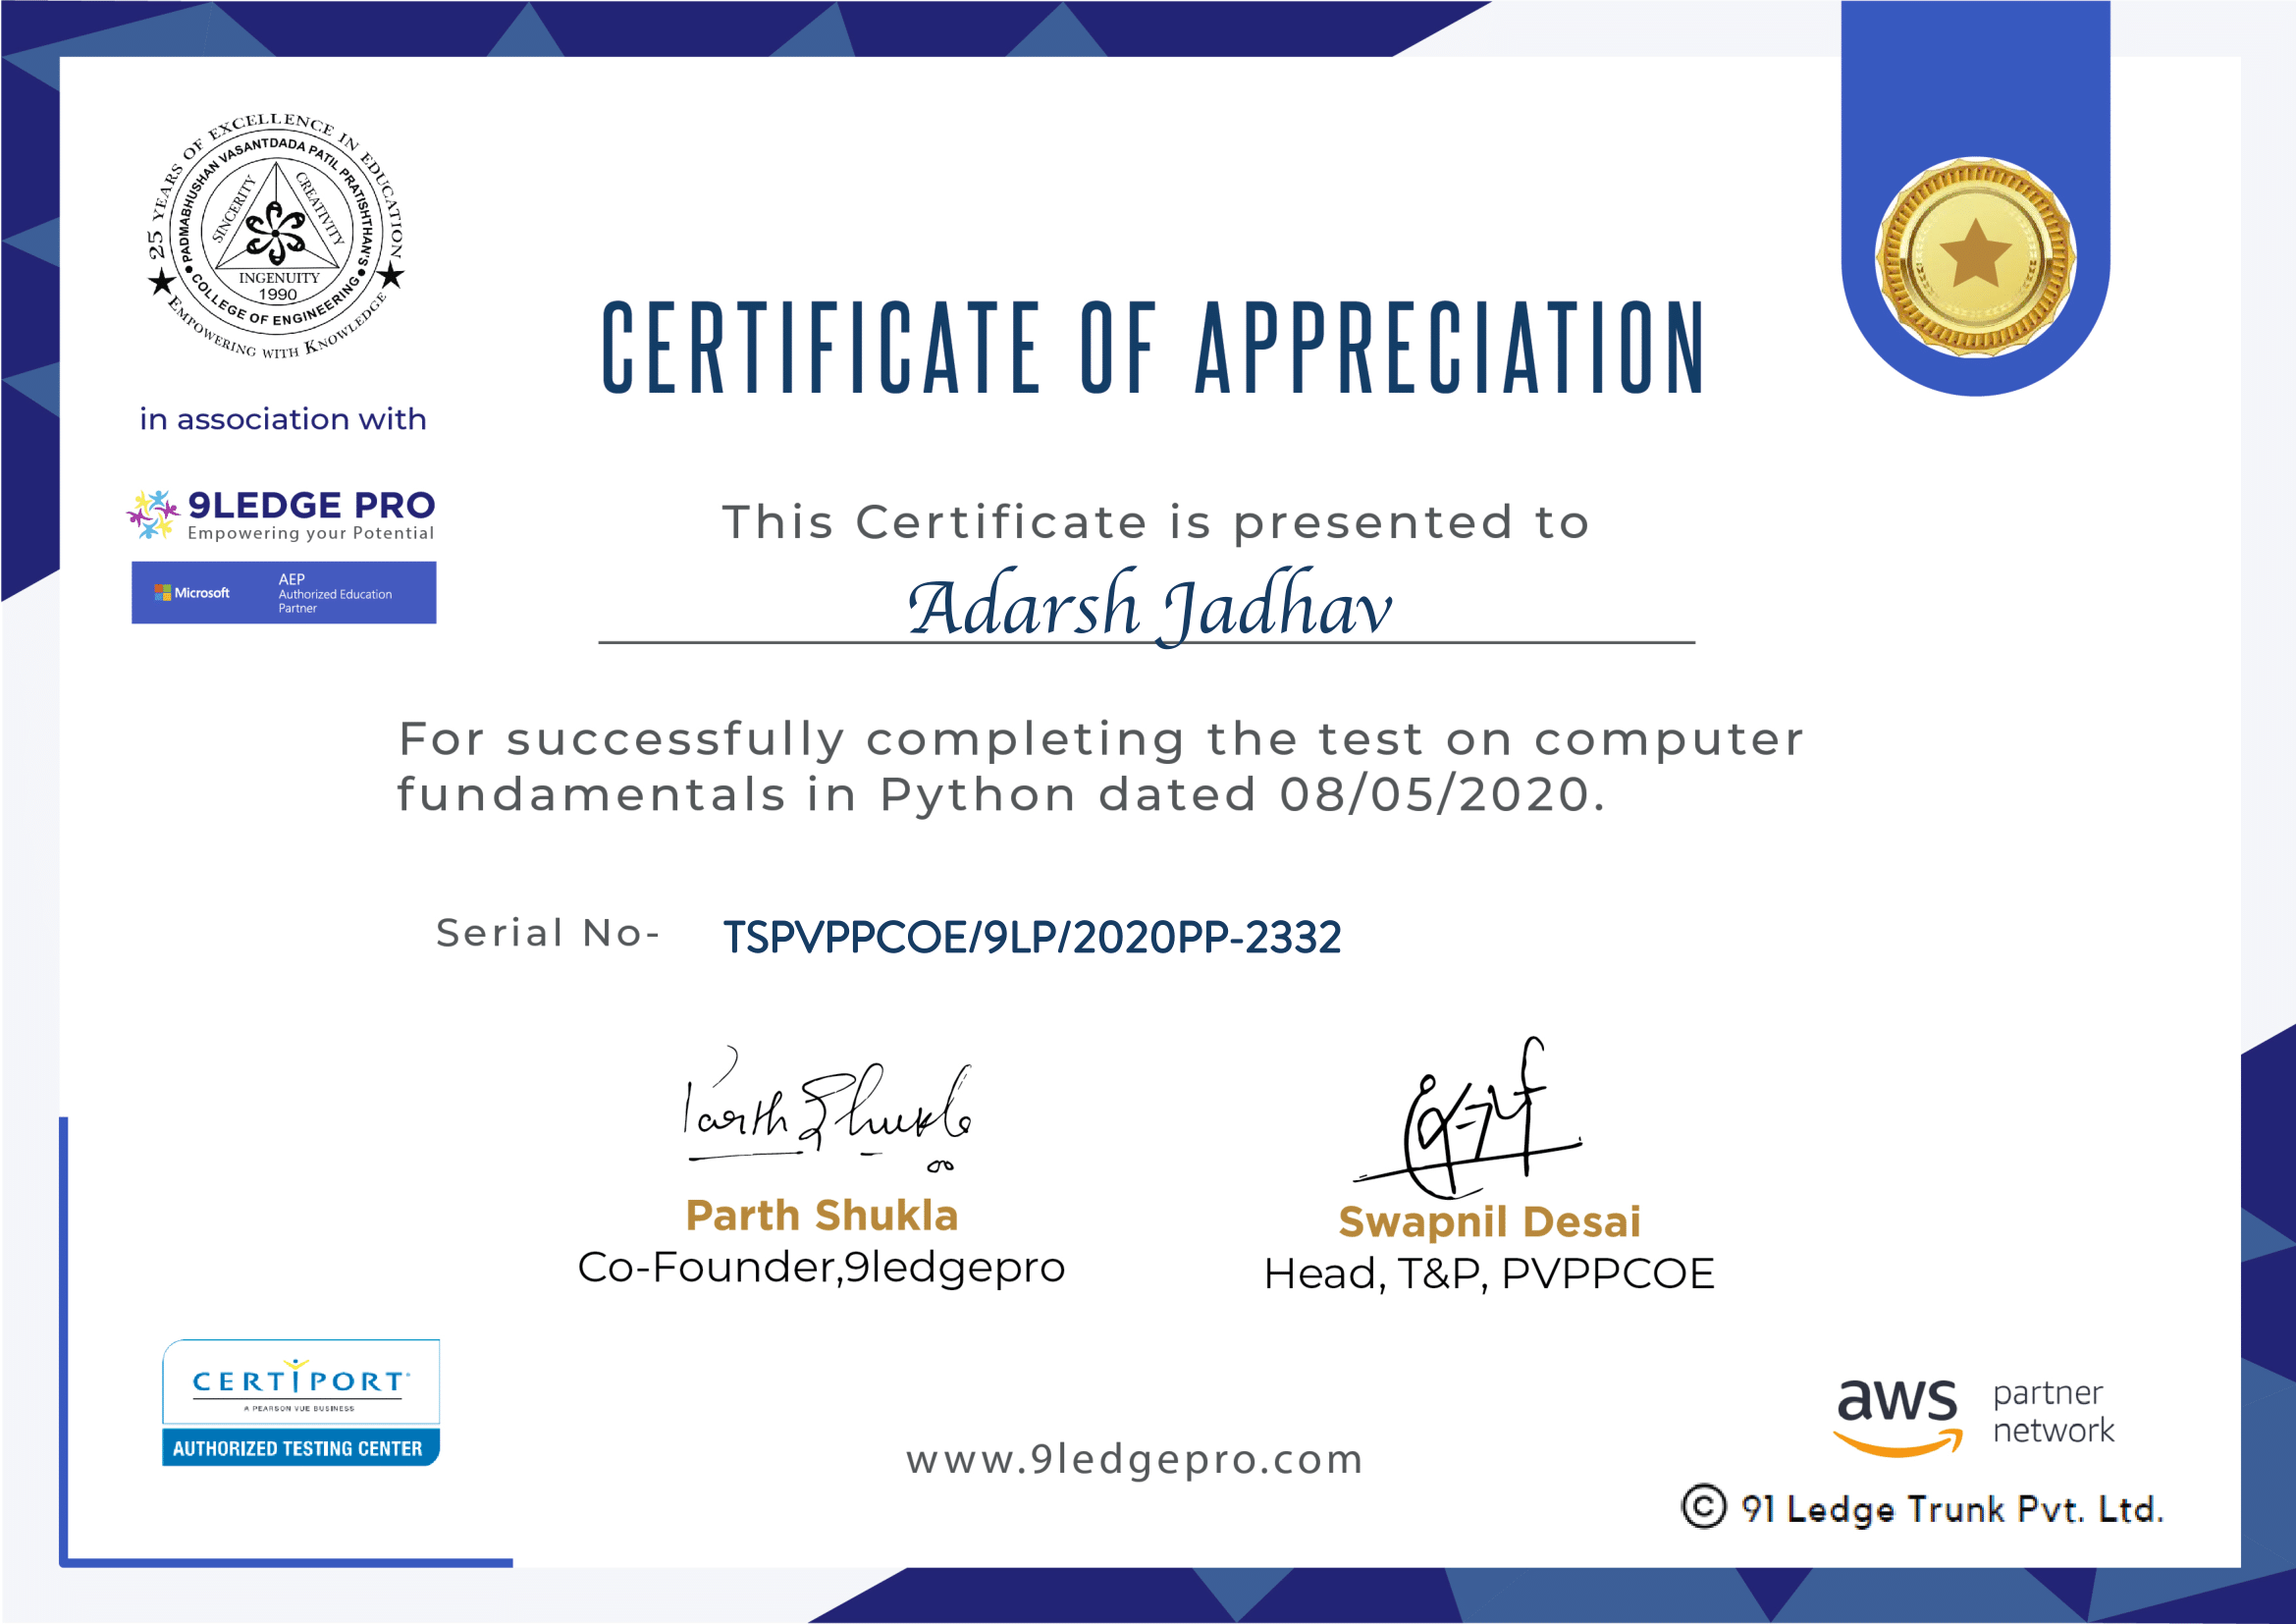 25 YEARS OF EXCELLENCE IN EDUCATION
PADMABHUSHAN VASANTDADA PATIL PRATISHTHAN'S
SINCERITY
CREATIVITY
INGENUITY
1990
COLLEGE OF ENGINEERING
EMPOWERING WITH KNOWLEDGE
in association with
9LEDGE PRO
Empowering your Potential
Microsoft
AEP
Authorized Education
Partner
CERTIFICATE OF APPRECIATION
This Certificate is presented to
Adarsh Jadhav
For successfully completing the test on computer
fundamentals in Python dated 08/05/2020.
Serial No- TSPVPPCOE/9LP/2020PP-2332
Parth Shukla
Parth Shukla
Co-Founder,9ledgepro
Swapnil Desai
Head, T&P, PVPPCOE
CERTIPORT
A PEARSON VUE BUSINESS
AUTHORIZED TESTING CENTER
www.9ledgepro.com
aws partner
network
© 91 Ledge Trunk Pvt. Ltd.